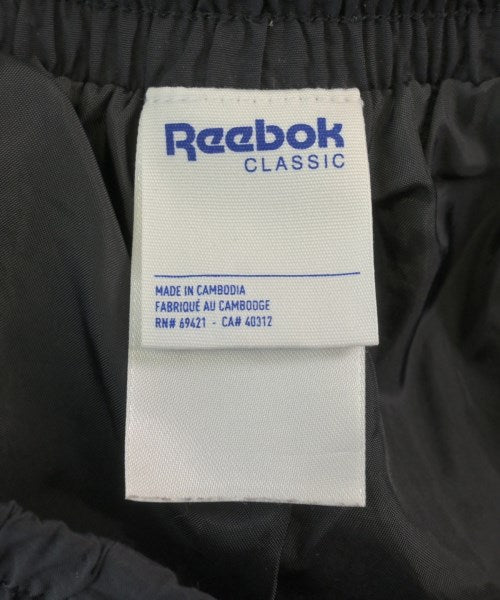 Reebok
CLASSIC
MADE IN CAMBODIA
FABRIQUÉ AU CAMBODGE
RN# 69421 - CA# 40312